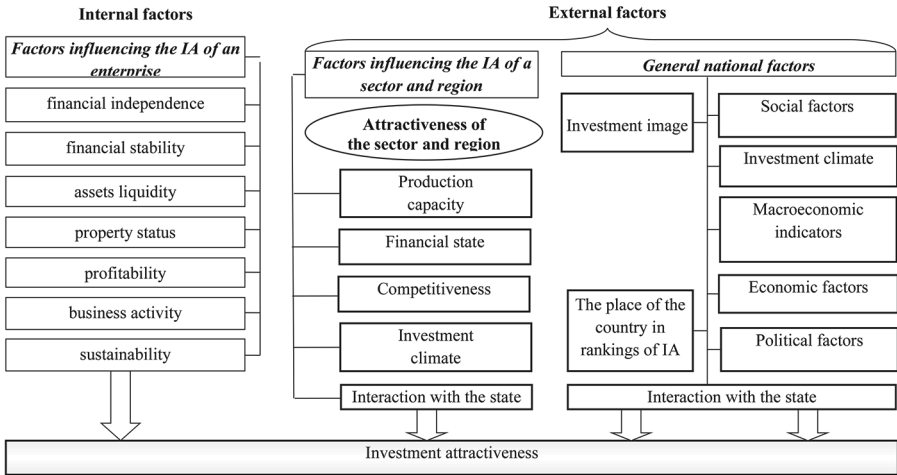 Internal factors
Factors influencing the IA of an
enterprise
financial independence
financial stability
assets liquidity
property status
profitability
business activity
sustainability
External factors
Factors influencing the IA of a
sector and region
Attractiveness of
the sector and region
Production
capacity
Financial state
Competitiveness
Investment
climate
Interaction with the state
General national factors
Investment image
The place of the
country in
rankings of IA
Social factors
Investment climate
Macroeconomic
indicators
Economic factors
Political factors
Interaction with the state
Investment attractiveness